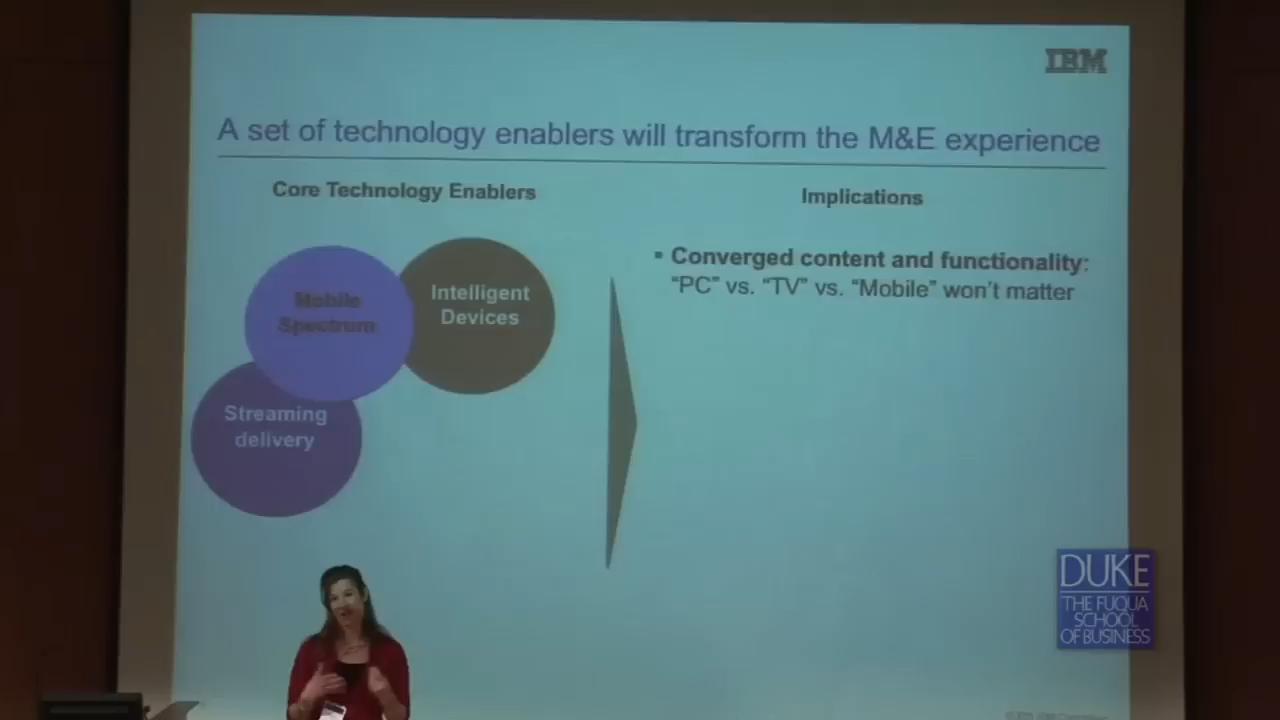 IBM
A set of technology enablers will transform the M&E experience
Core Technology Enablers
Implications
Mobile
Spectrum
Intelligent
Devices
Streaming
delivery
▪ Converged content and functionality:
“PC” vs. “TV” vs. “Mobile” won’t matter
DUKE
THE FUQUA
SCHOOL
OF BUSINESS